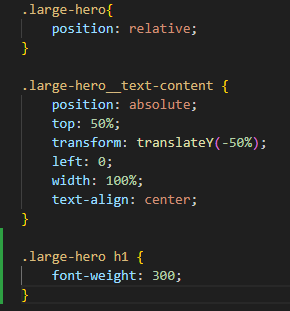 .large-hero{
    position: relative;
}

.large-hero__text-content {
    position: absolute;
    top: 50%;
    transform: translateY(-50%);
    left: 0;
    width: 100%;
    text-align: center;
}

.large-hero h1 {
    font-weight: 300;
}